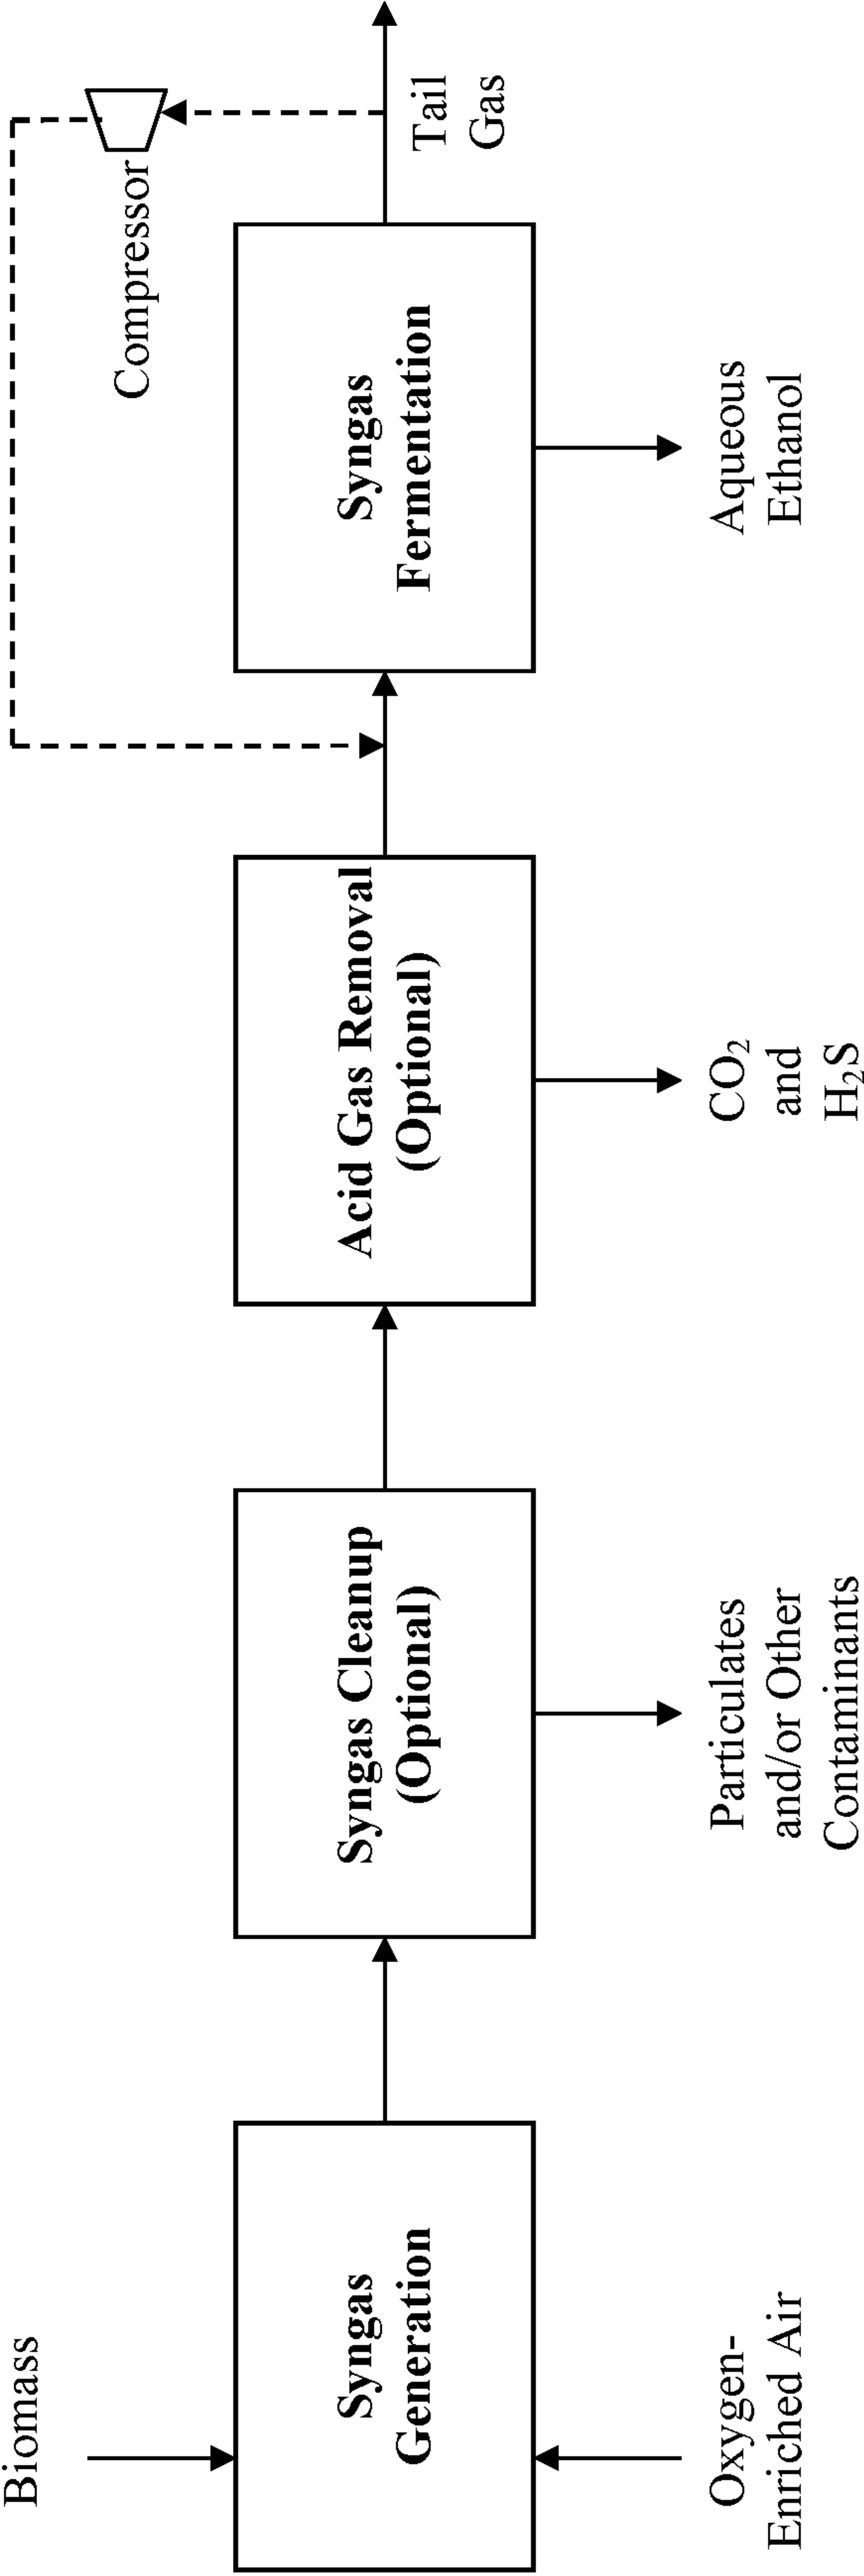 Biomass
Syngas
Generation
Oxygen-
Enriched Air
Syngas Cleanup
(Optional)
Particulates
and/or Other
Contaminants
Acid Gas Removal
(Optional)
CO₂
and
H₂S
Syngas
Fermentation
Aqueous
Ethanol
Compressor
Tail
Gas